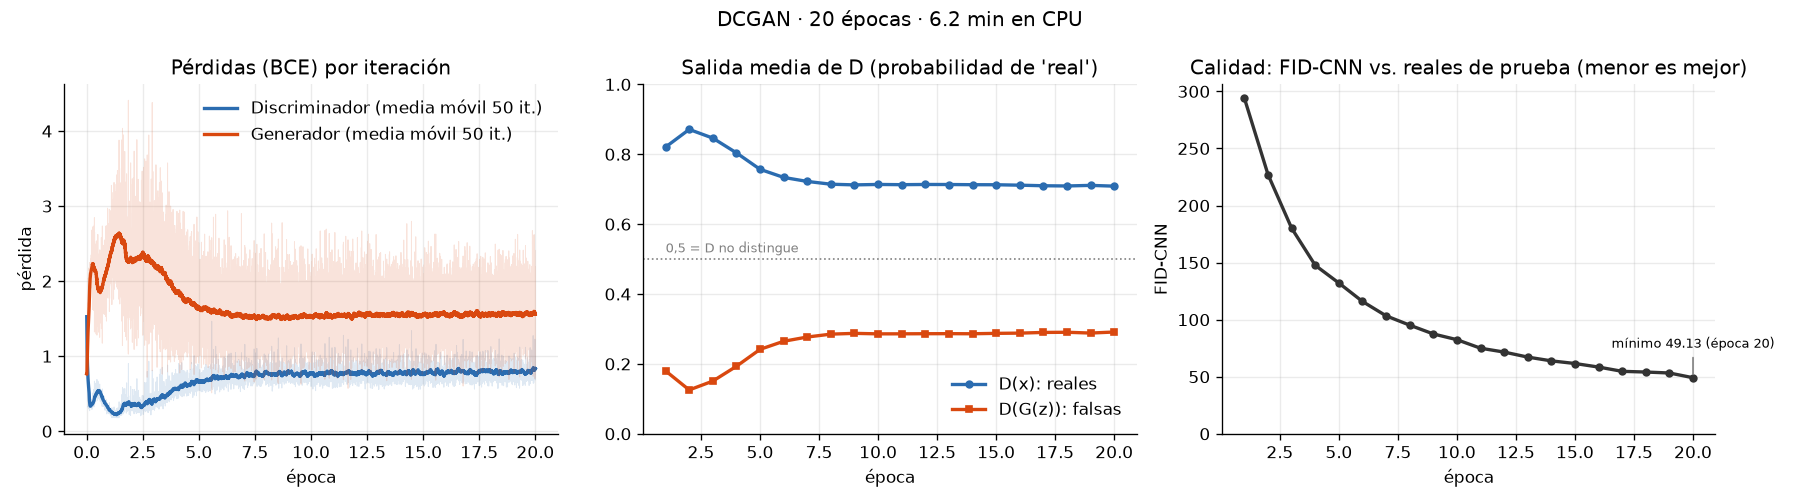 DCGAN · 20 épocas · 6.2 min en CPU
Pérdidas (BCE) por iteración
Discriminador (media móvil 50 it.)
Generador (media móvil 50 it.)
pérdida
4
3
2
1
0
0.0 2.5 5.0 7.5 10.0 12.5 15.0 17.5 20.0
época
Salida media de D (probabilidad de 'real')
1.0
0.8
0.6
0.4
0.2
0.0
0,5 = D no distingue
D(x): reales
D(G(z)): falsas
2.5 5.0 7.5 10.0 12.5 15.0 17.5 20.0
época
Calidad: FID-CNN vs. reales de prueba (menor es mejor)
FID-CNN
300
250
200
150
100
50
0
mínimo 49.13 (época 20)
2.5 5.0 7.5 10.0 12.5 15.0 17.5 20.0
época